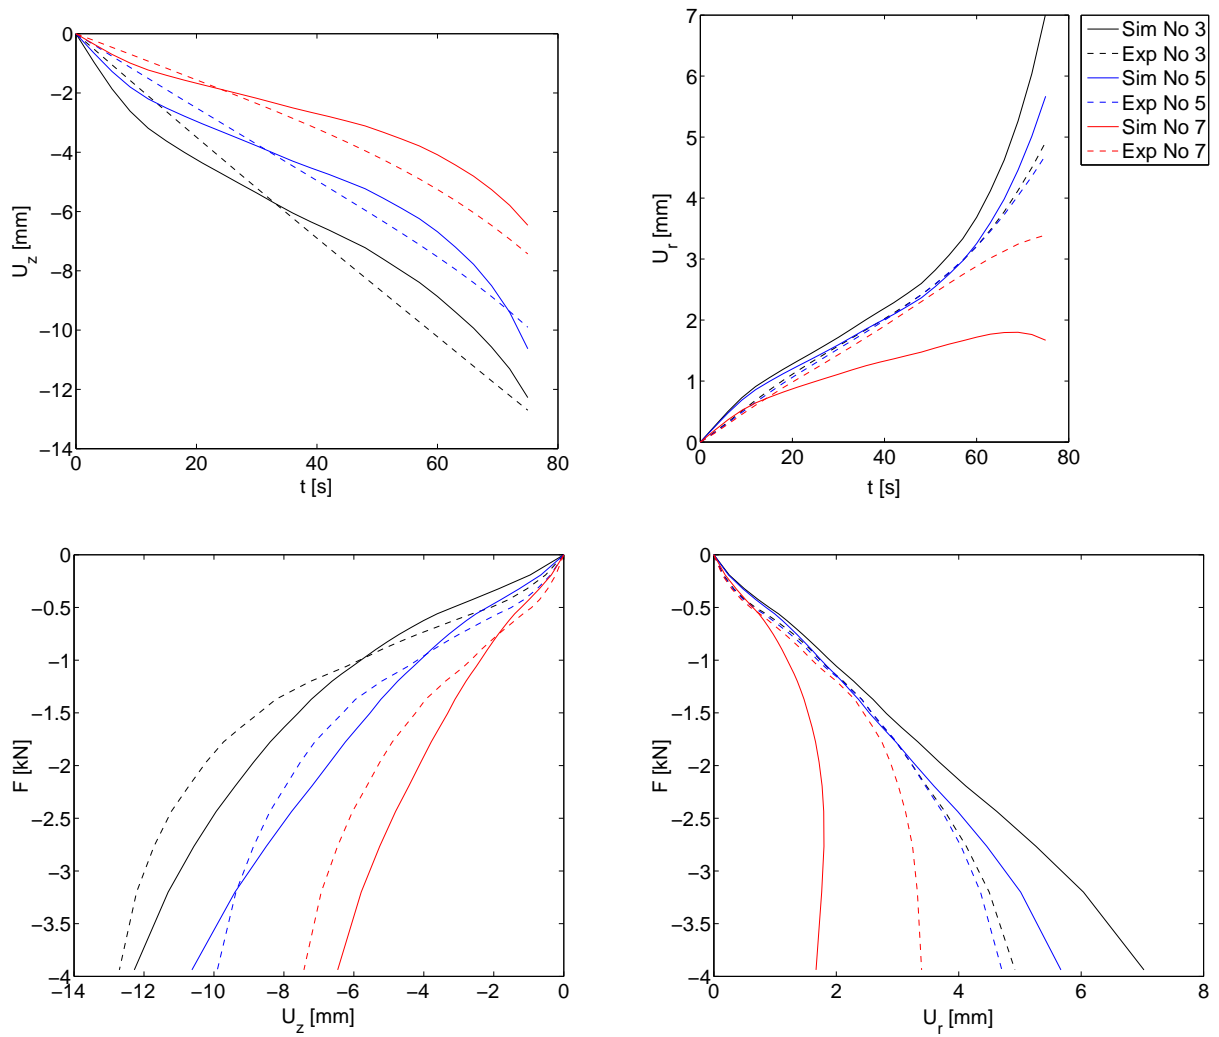 0
−2
−4
−6
−8
−10
−12
−14
U_z [mm]
0 20 40 60 80
t [s]
7
6
5
4
3
2
1
0
U_r [mm]
0 20 40 60 80
t [s]
Sim No 3
Exp No 3
Sim No 5
Exp No 5
Sim No 7
Exp No 7
0
−0.5
−1
−1.5
−2
−2.5
−3
−3.5
−4
F [kN]
−14 −12 −10 −8 −6 −4 −2 0
U_z [mm]
0
−0.5
−1
−1.5
−2
−2.5
−3
−3.5
−4
F [kN]
0 2 4 6 8
U_r [mm]